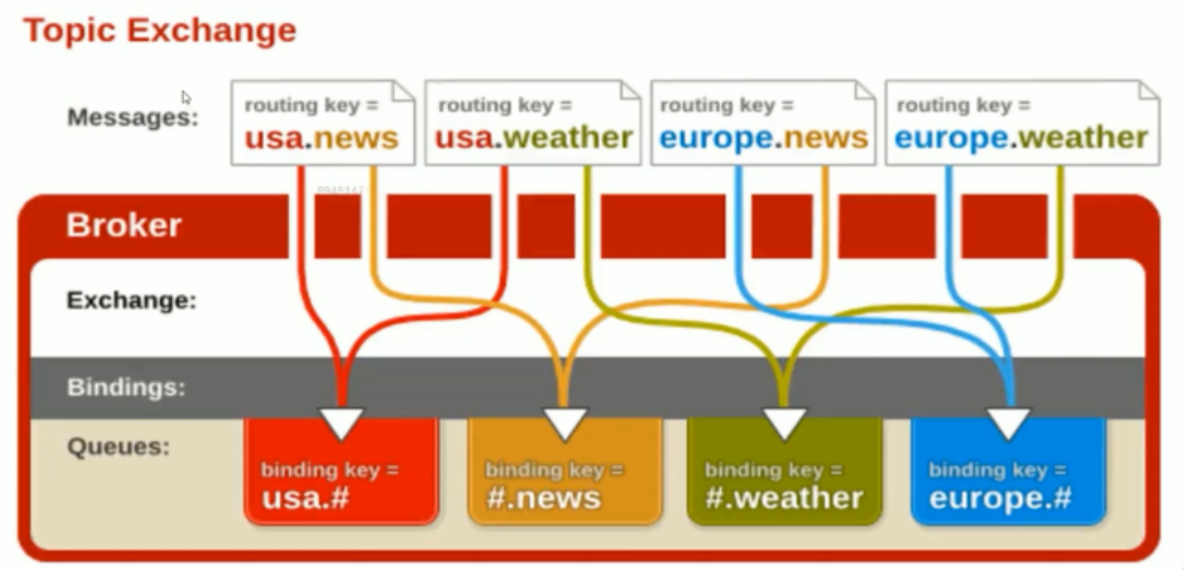 Topic Exchange
Messages:
routing key =
usa.news
routing key =
usa.weather
routing key =
europe.news
routing key =
europe.weather
Broker
Exchange:
Bindings:
Queues:
binding key =
usa.#
binding key =
#.news
binding key =
#.weather
binding key =
europe.#